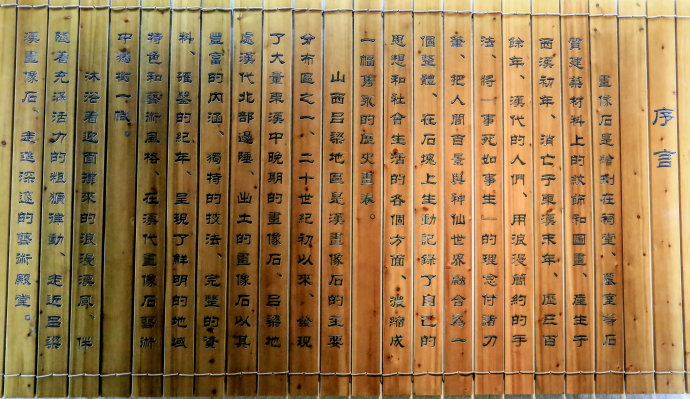 序言
畫像石是鐫刻在祠堂、墓室等石
質建築材料上的紋飾和圖畫、產生于
西漢初年、消亡于東漢末年、歷三百
餘年、漢代的人們、用浪漫簡約的手
法、將『事死如事生』的理念付諸刀
筆、把人間百景與神仙世界融合爲一
個整體、在石塊上生動記錄了自己的
思想和社會生活的各個方面、濃縮成
一幅雋永的歷史畫卷。
山西吕梁地區是漢畫像石的主要
分布區之一、二十世紀初以來、發現
了大量東漢中晚期的畫像石、吕梁地
處漢代北部邊陲、出土的畫像石以其
豐富的内涵、獨特的技法、完整的資
料、確鑿的紀年、呈現了鮮明的地域
特色和藝術風格、在漢代畫像石藝術
中獨樹一幟。
沐浴着迎面撲來的浪漫漢風、伴
隨着充滿活力的粗獷律動、走近吕梁
漢畫像石、走進深邃的藝術殿堂。